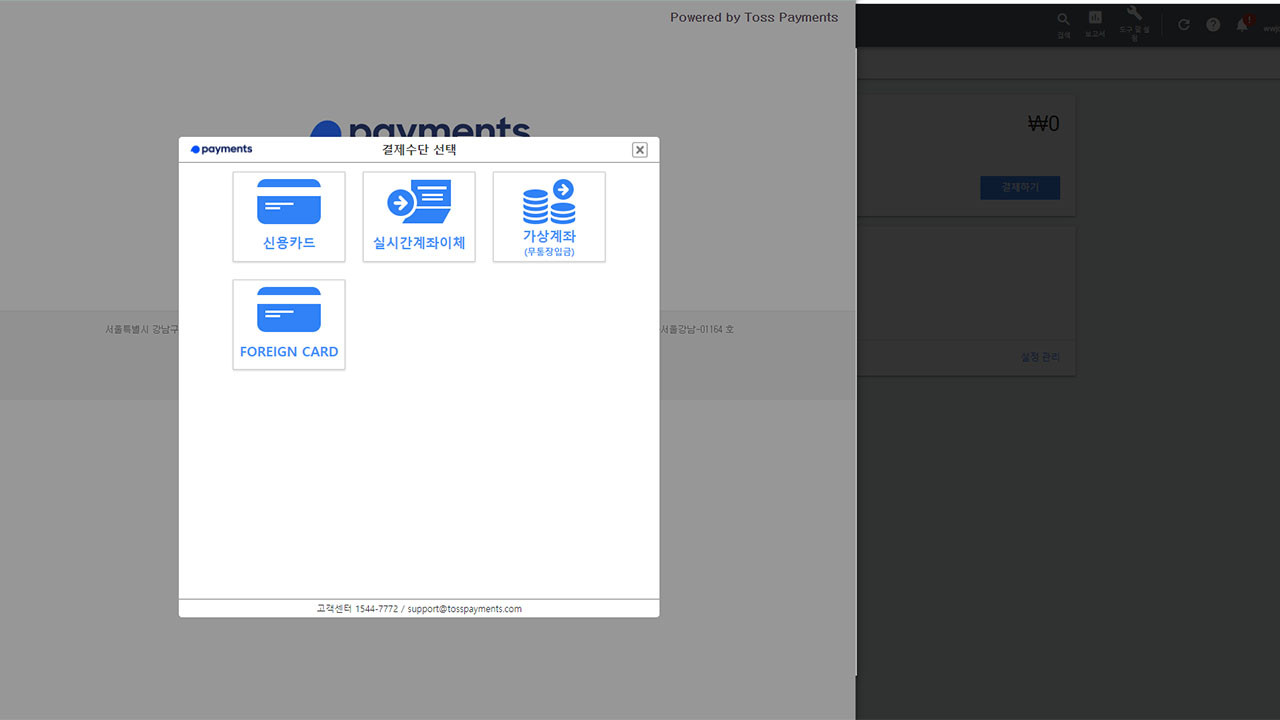 Powered by Toss Payments
검색
보고서
도구 및 설
정
?
1
payments
₩0
결제하기
payments
결제수단 선택
신용카드
실시간계좌이체
가상계좌
(무통장입금)
FOREIGN CARD
서울특별시 강남구
서울강남-01164 호
설정 관리
고객센터 1544-7772 / support@tosspayments.com